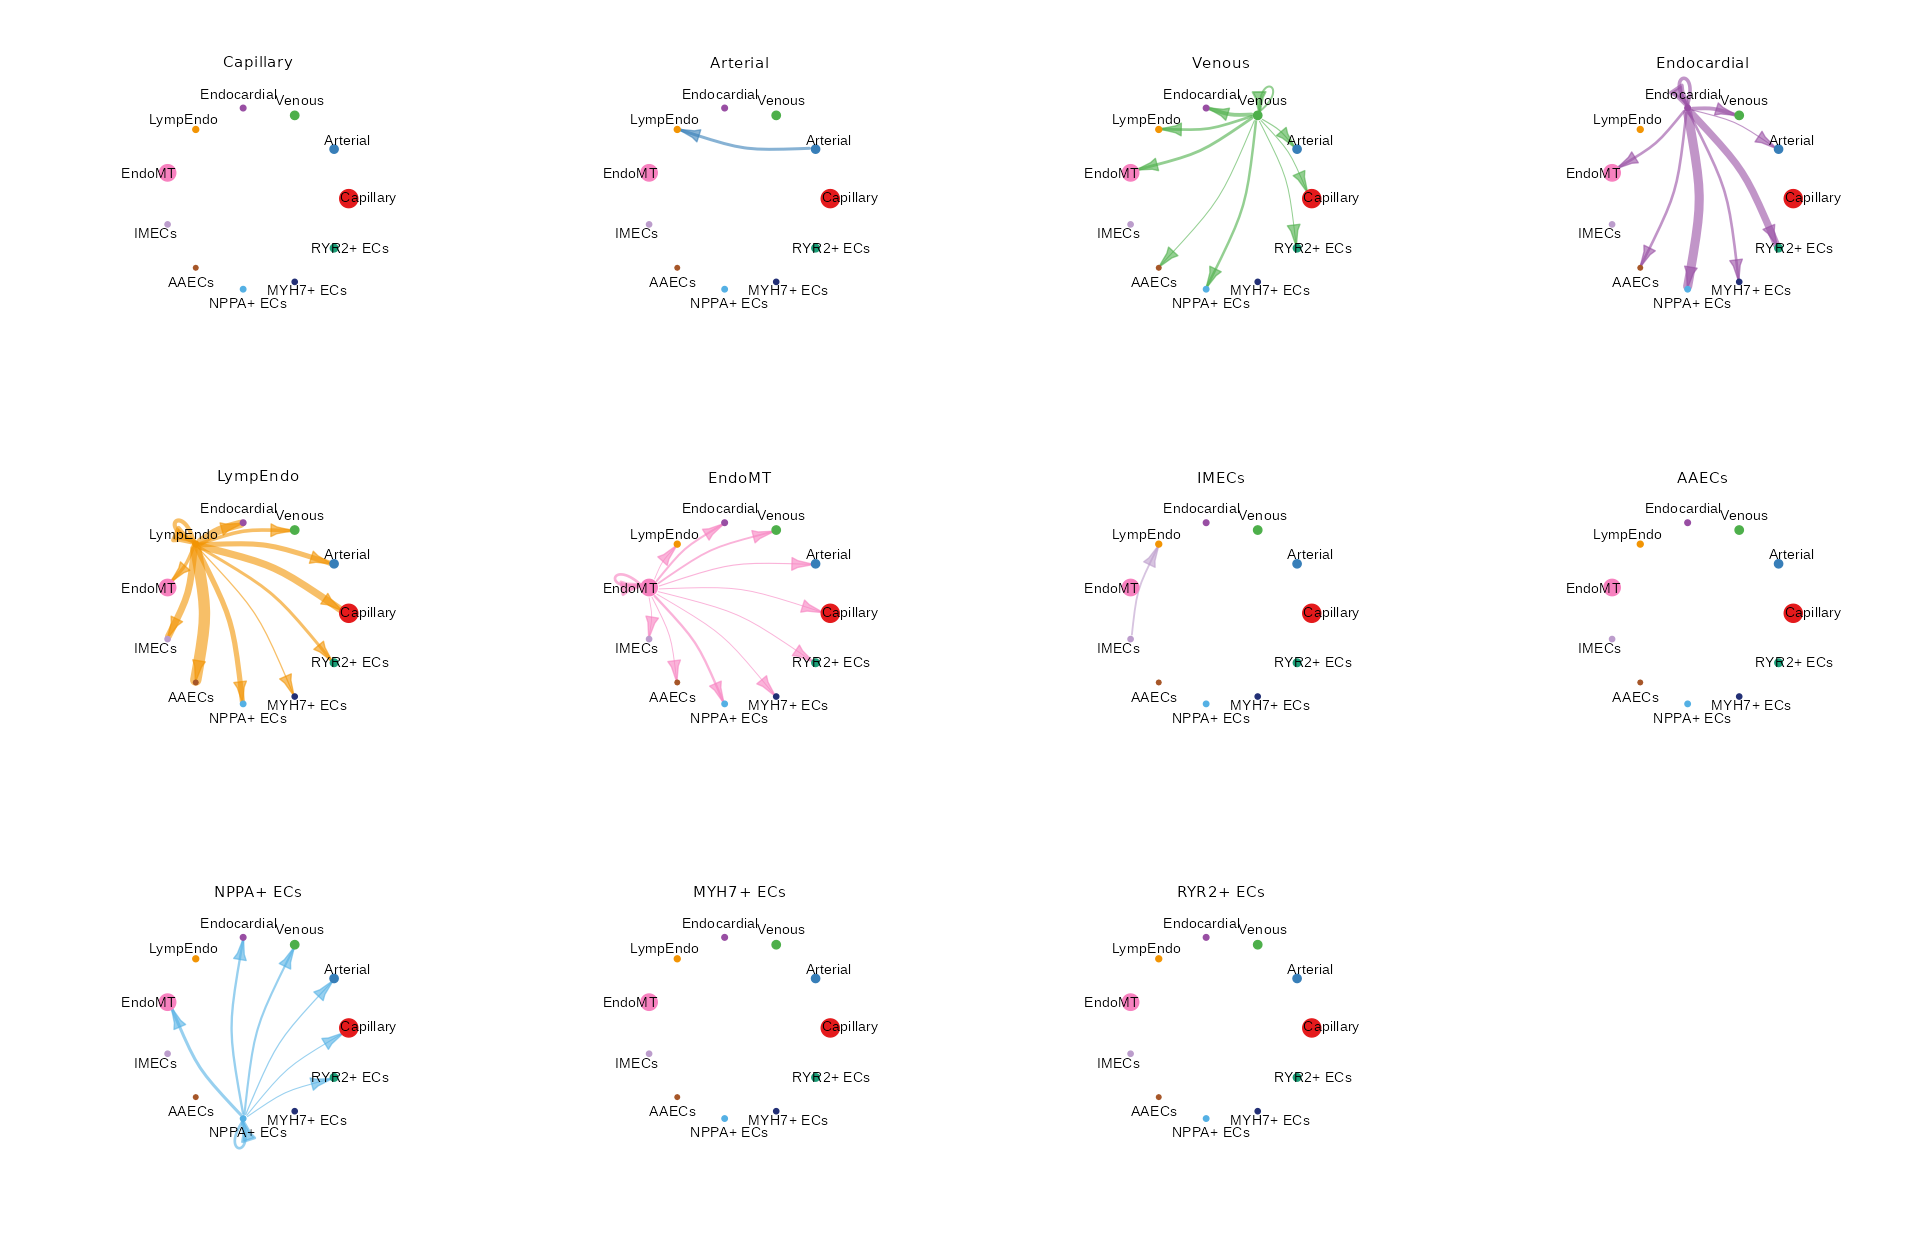 Capillary
Endocardial
Venous
LympEndo
Arterial
EndoMT
Capillary
IMECs
RYR2+ ECs
AAECs
MYH7+ ECs
NPPA+ ECs
Arterial
Endocardial
Venous
LympEndo
Arterial
EndoMT
Capillary
IMECs
RYR2+ ECs
AAECs
MYH7+ ECs
NPPA+ ECs
Venous
Endocardial
Venous
LympEndo
Arterial
EndoMT
Capillary
IMECs
RYR2+ ECs
AAECs
MYH7+ ECs
NPPA+ ECs
Endocardial
Endocardial
Venous
LympEndo
Arterial
EndoMT
Capillary
IMECs
RYR2+ ECs
AAECs
MYH7+ ECs
NPPA+ ECs
LympEndo
Endocardial
Venous
LympEndo
Arterial
EndoMT
Capillary
IMECs
RYR2+ ECs
AAECs
MYH7+ ECs
NPPA+ ECs
EndoMT
Endocardial
Venous
LympEndo
Arterial
EndoMT
Capillary
IMECs
RYR2+ ECs
AAECs
MYH7+ ECs
NPPA+ ECs
IMECs
Endocardial
Venous
LympEndo
Arterial
EndoMT
Capillary
IMECs
RYR2+ ECs
AAECs
MYH7+ ECs
NPPA+ ECs
AAECs
Endocardial
Venous
LympEndo
Arterial
EndoMT
Capillary
IMECs
RYR2+ ECs
AAECs
MYH7+ ECs
NPPA+ ECs
NPPA+ ECs
Endocardial
Venous
LympEndo
Arterial
EndoMT
Capillary
IMECs
RYR2+ ECs
AAECs
MYH7+ ECs
NPPA+ ECs
MYH7+ ECs
Endocardial
Venous
LympEndo
Arterial
EndoMT
Capillary
IMECs
RYR2+ ECs
AAECs
MYH7+ ECs
NPPA+ ECs
RYR2+ ECs
Endocardial
Venous
LympEndo
Arterial
EndoMT
Capillary
IMECs
RYR2+ ECs
AAECs
MYH7+ ECs
NPPA+ ECs